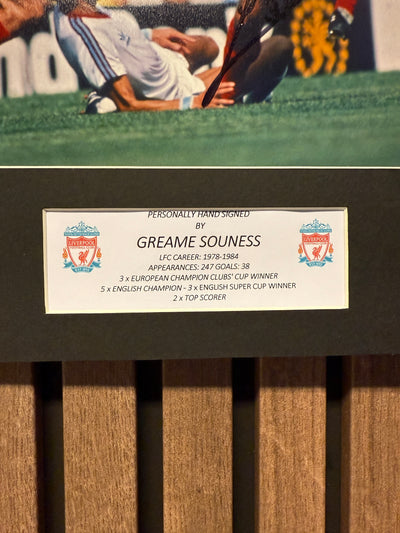 PERSONALLY HAND SIGNED
BY
GREAME SOUNESS
LFC CAREER: 1978-1984
APPEARANCES: 247 GOALS: 38
3 x EUROPEAN CHAMPION CLUBS' CUP WINNER
5 x ENGLISH CHAMPION - 3 x ENGLISH SUPER CUP WINNER
2 x TOP SCORER